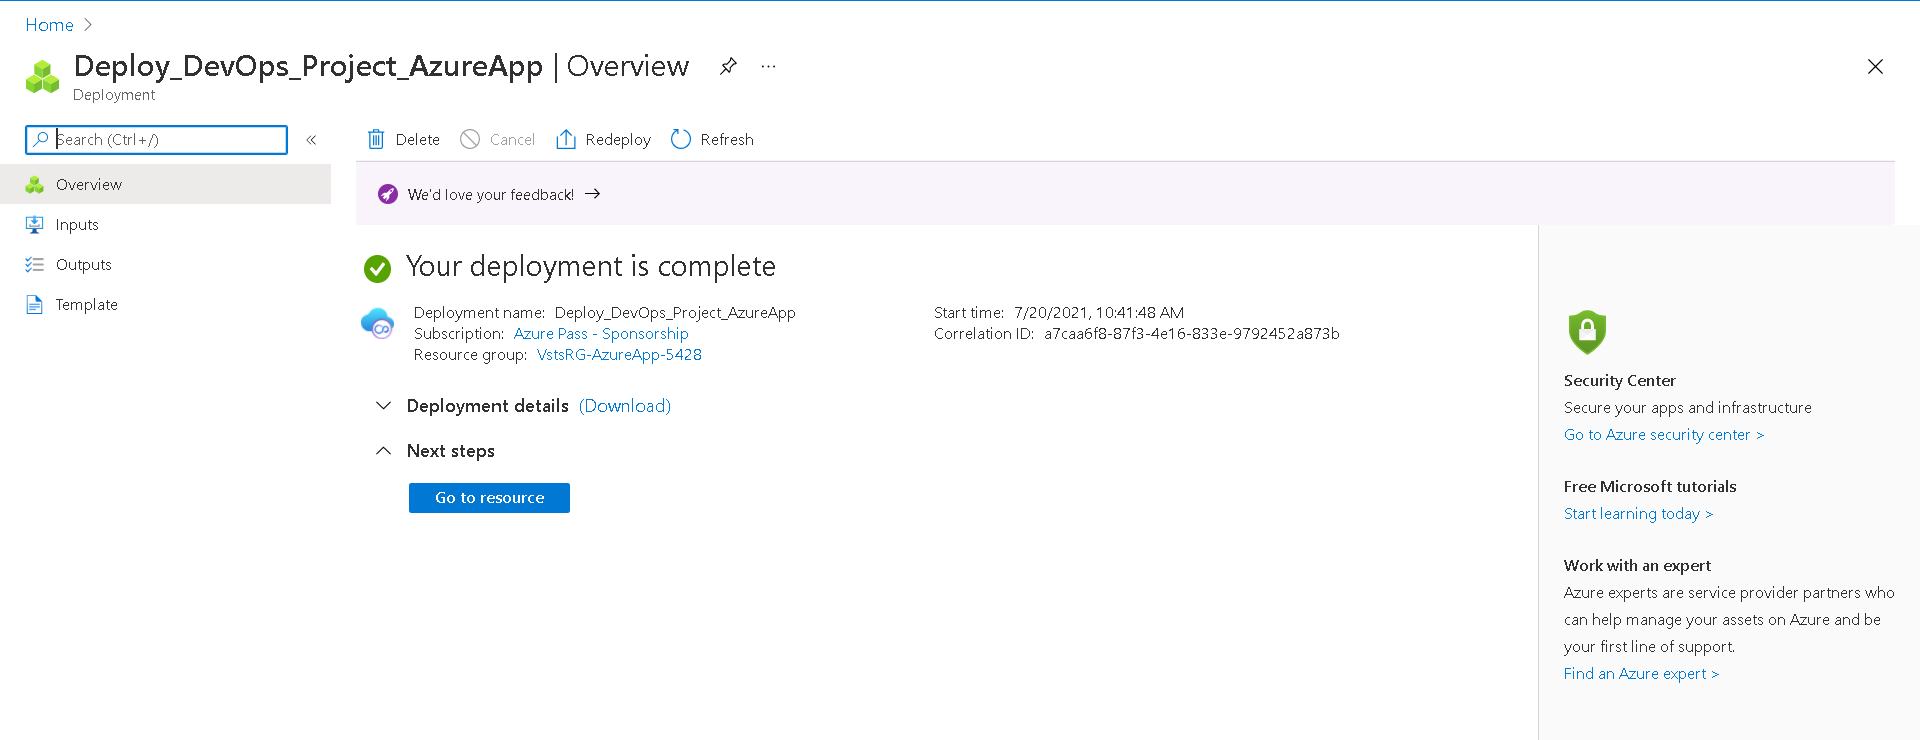 Home
Deploy_DevOps_Project_AzureApp | Overview
Deployment
Search (Ctrl+/)
Overview
Inputs
Outputs
Template
Delete
Cancel
Redeploy
Refresh
We'd love your feedback!
Your deployment is complete
Deployment name: Deploy_DevOps_Project_AzureApp
Subscription: Azure Pass - Sponsorship
Resource group: VstsRG-AzureApp-5428
Start time: 7/20/2021, 10:41:48 AM
Correlation ID: a7caa6f8-87f3-4e16-833e-9792452a873b
Deployment details (Download)
Next steps
Go to resource
Security Center
Secure your apps and infrastructure
Go to Azure security center >
Free Microsoft tutorials
Start learning today >
Work with an expert
Azure experts are service provider partners who
can help manage your assets on Azure and be
your first line of support.
Find an Azure expert >